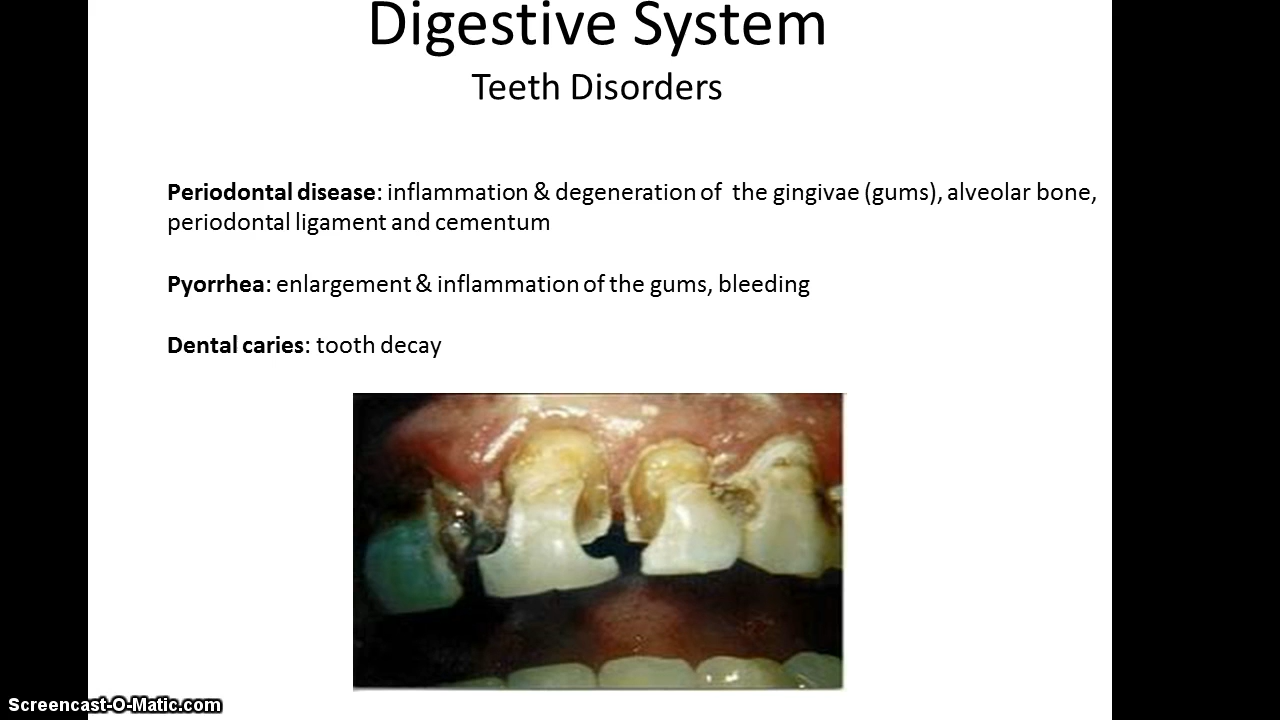 Digestive System
Teeth Disorders
Periodontal disease: inflammation & degeneration of the gingivae (gums), alveolar bone,
periodontal ligament and cementum
Pyorrhea: enlargement & inflammation of the gums, bleeding
Dental caries: tooth decay
Screencast-O-Matic.com